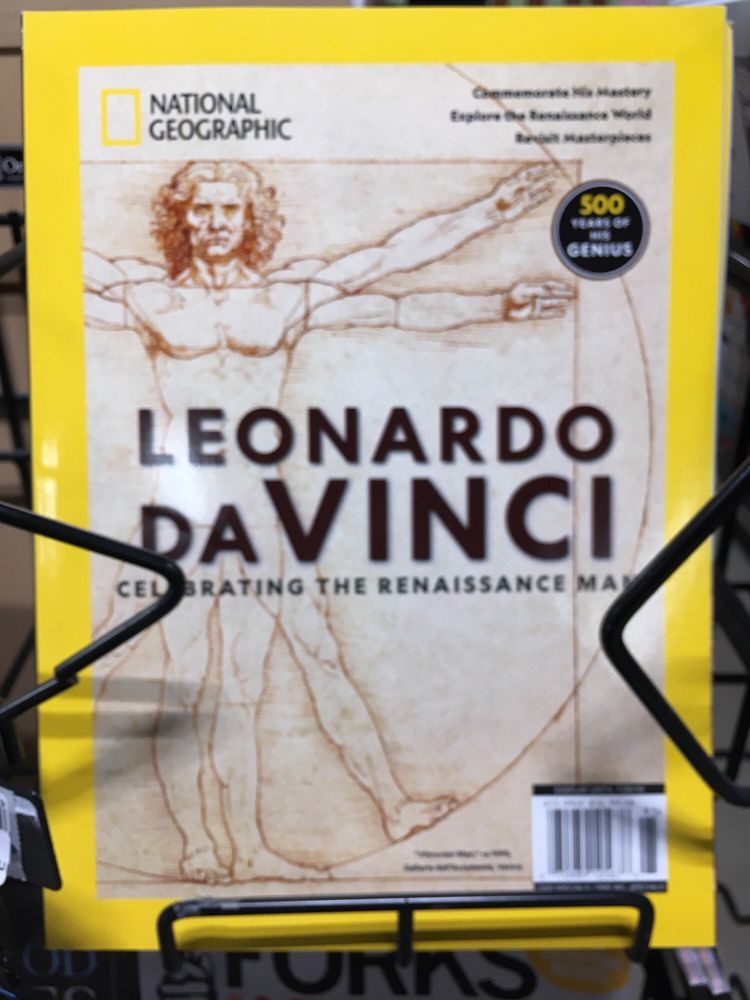 NATIONAL
GEOGRAPHIC
Commemorate His Mastery
Explore the Renaissance World
Revisit Masterpieces
500
YEARS OF
HIS
GENIUS
LEONARDO
DAVINCI
CELEBRATING THE RENAISSANCE MAN
FORKS